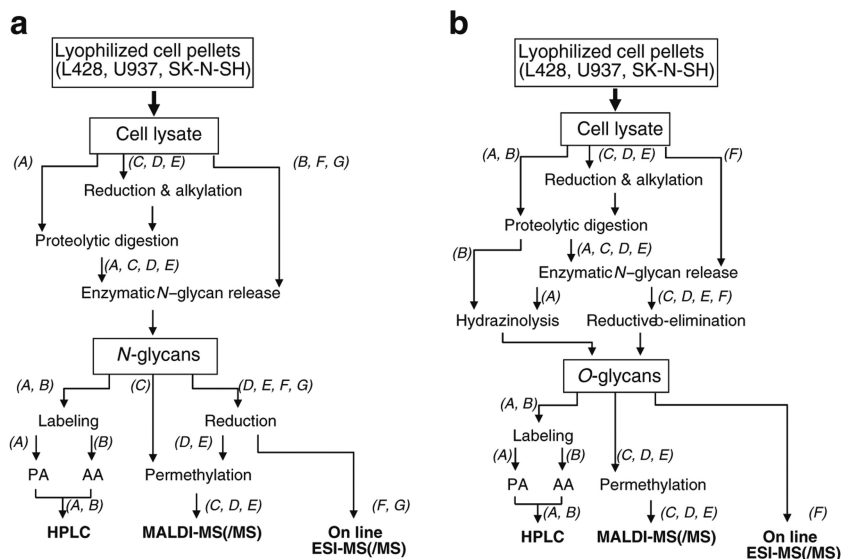 a
Lyophilized cell pellets
(L428, U937, SK-N-SH)
Cell lysate
(A)
(C, D, E)
(B, F, G)
Reduction & alkylation
Proteolytic digestion
(A, C, D, E)
Enzymatic N–glycan release
N-glycans
(A, B)
(C)
(D, E, F, G)
Labeling
Reduction
(A)
(B)
(D, E)
PA
AA
Permethylation
(A, B)
(C, D, E)
(F, G)
HPLC
MALDI-MS(/MS)
On line
ESI-MS(/MS)
b
Lyophilized cell pellets
(L428, U937, SK-N-SH)
Cell lysate
(A, B)
(C, D, E)
(F)
Reduction & alkylation
Proteolytic digestion
(B)
(A, C, D, E)
Enzymatic N–glycan release
(A)
(C, D, E, F)
Hydrazinolysis
Reductive b-elimination
O-glycans
(A, B)
Labeling
(A)
(B)
(C, D, E)
PA
AA
Permethylation
(A, B)
(C, D, E)
(F)
HPLC
MALDI-MS(/MS)
On line
ESI-MS(/MS)